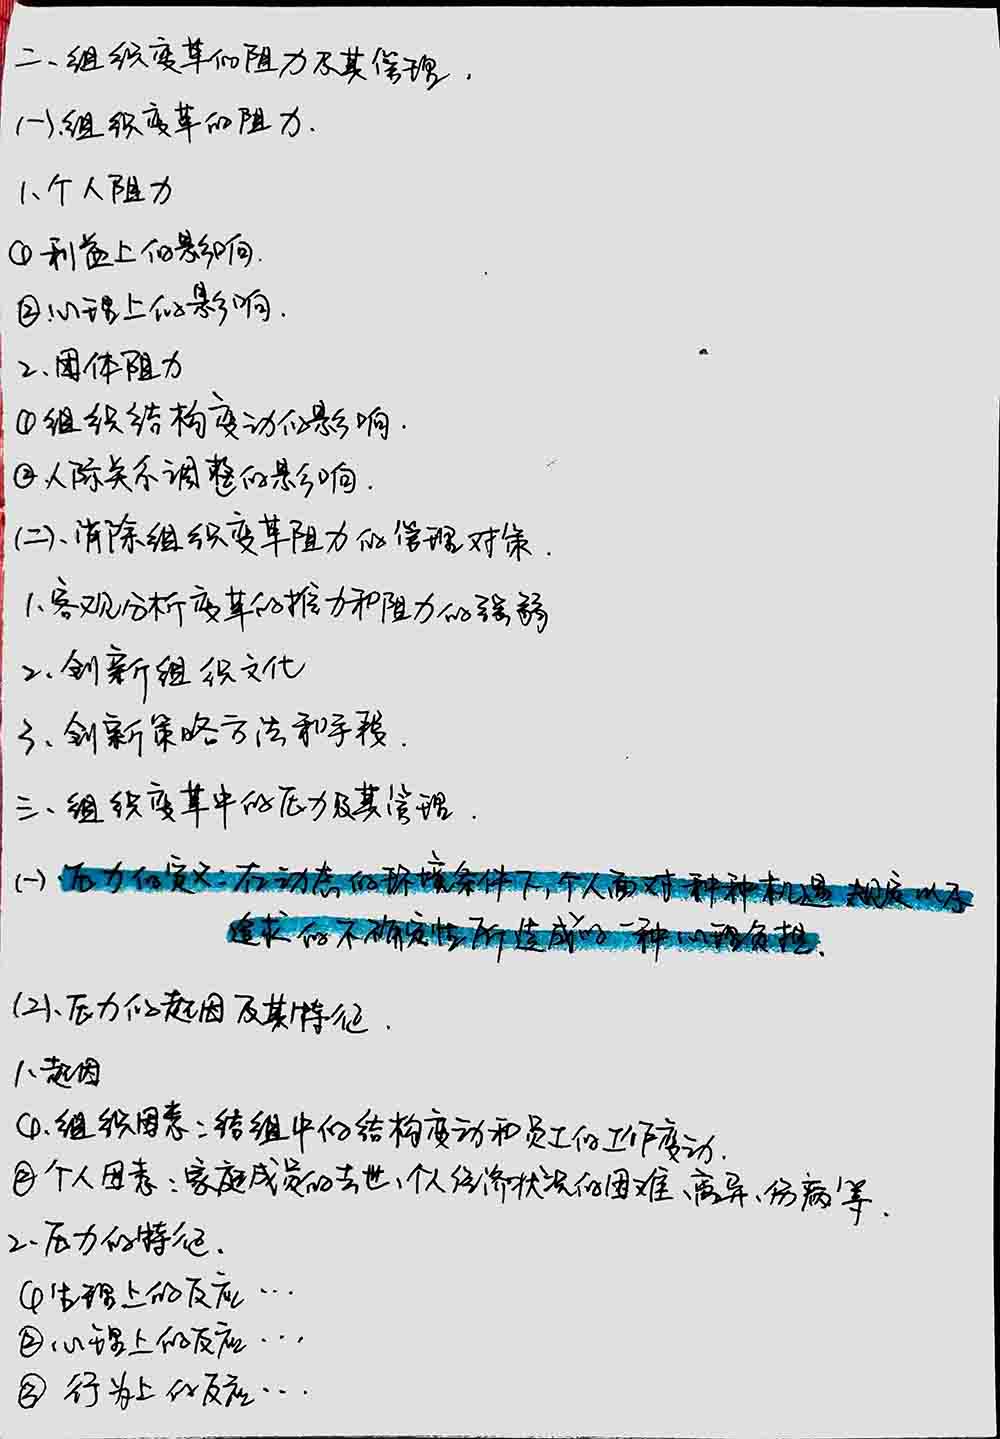 二、组织变革的阻力及其管理.
(一)、组织变革的阻力.
1、个人阻力
①利益上的影响.
②心理上的影响.
2、团体阻力
①组织结构变动的影响.
②人际关系调整的影响.
(二)、消除组织变革阻力的管理对策.
1、客观分析变革的推力和阻力的强弱
2、创新组织文化
3、创新策略方法和手段.
三、组织变革中的压力及其管理.
(一)、压力的定义:在动态的环境条件下,个人面对种种机遇、规定以及
追求的不确定性所造成的一种心理负担.
(2)、压力的起因及其特征.
1、起因
①.组织因素:结组中的结构变动和员工的工作变动.
②个人因素:家庭成员的去世、个人经济状况的困难、离异、伤病等.
2、压力的特征.
①生理上的反应…
②心理上的反应…
③行为上的反应…